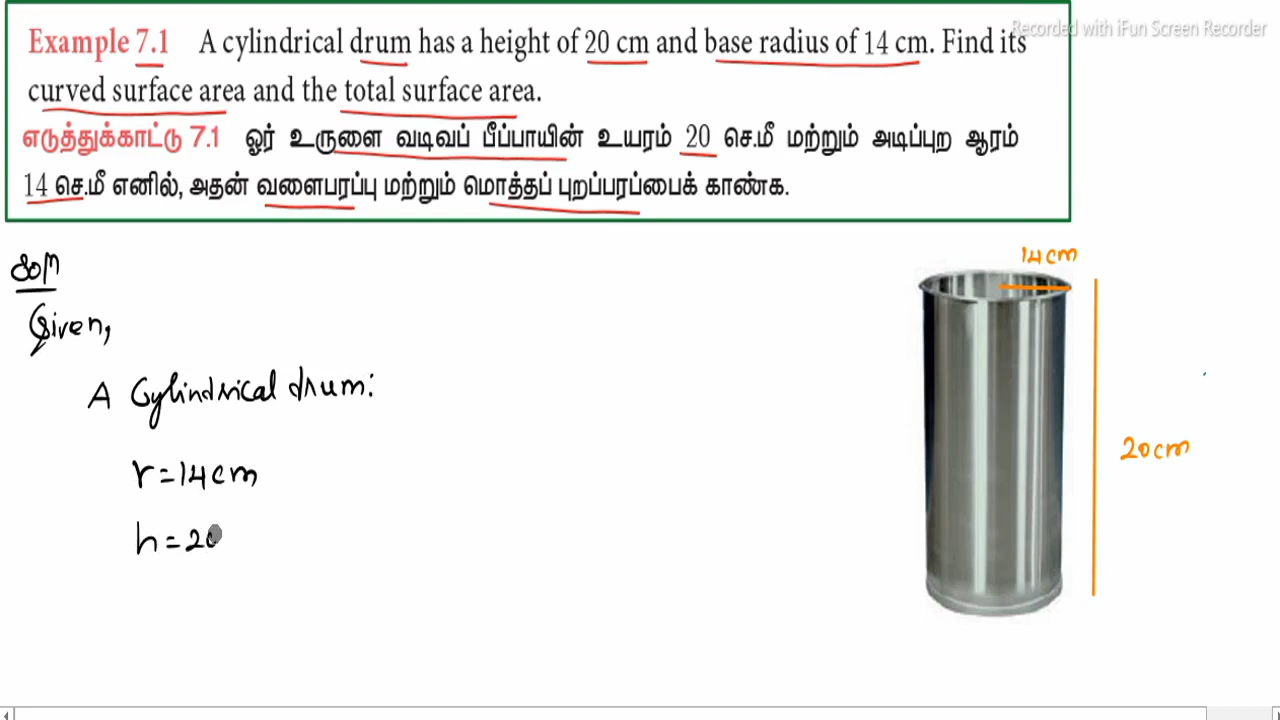 Recorded with iFun Screen Recorder
Example 7.1 A cylindrical drum has a height of 20 cm and base radius of 14 cm. Find its
curved surface area and the total surface area.
எடுத்துக்காட்டு 7.1 ஓர் உருளை வடிவப் பீப்பாயின் உயரம் 20 செ.மீ மற்றும் அடிப்புற ஆரம்
14 செ.மீ எனில், அதன் வளைபரப்பு மற்றும் மொத்தப் புறப்பரப்பைக் காண்க.
14cm
Soln
Given,
A Cylindrical drum:
20cm
r=14cm
h=20